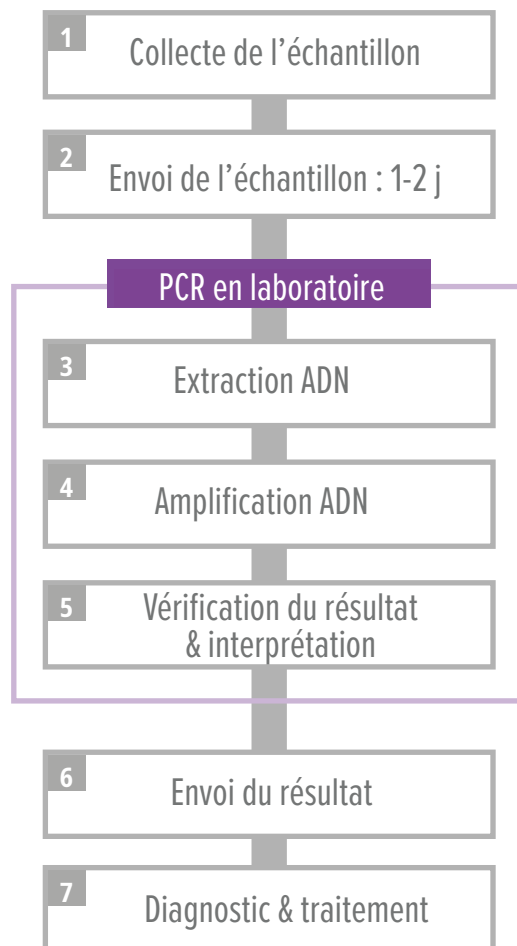 1
Collecte de l’échantillon
2
Envoi de l’échantillon : 1-2 j
PCR en laboratoire
3
Extraction ADN
4
Amplification ADN
5
Vérification du résultat
& interprétation
6
Envoi du résultat
7
Diagnostic & traitement